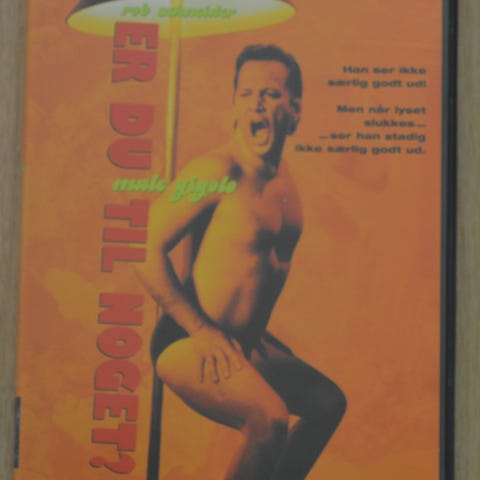 rob schneider
ER DU TIL NOGET?
male gigolo
Han ser ikke
særlig godt ud!
Men når lyset
slukkes...
...ser han stadig
ikke særlig godt ud.